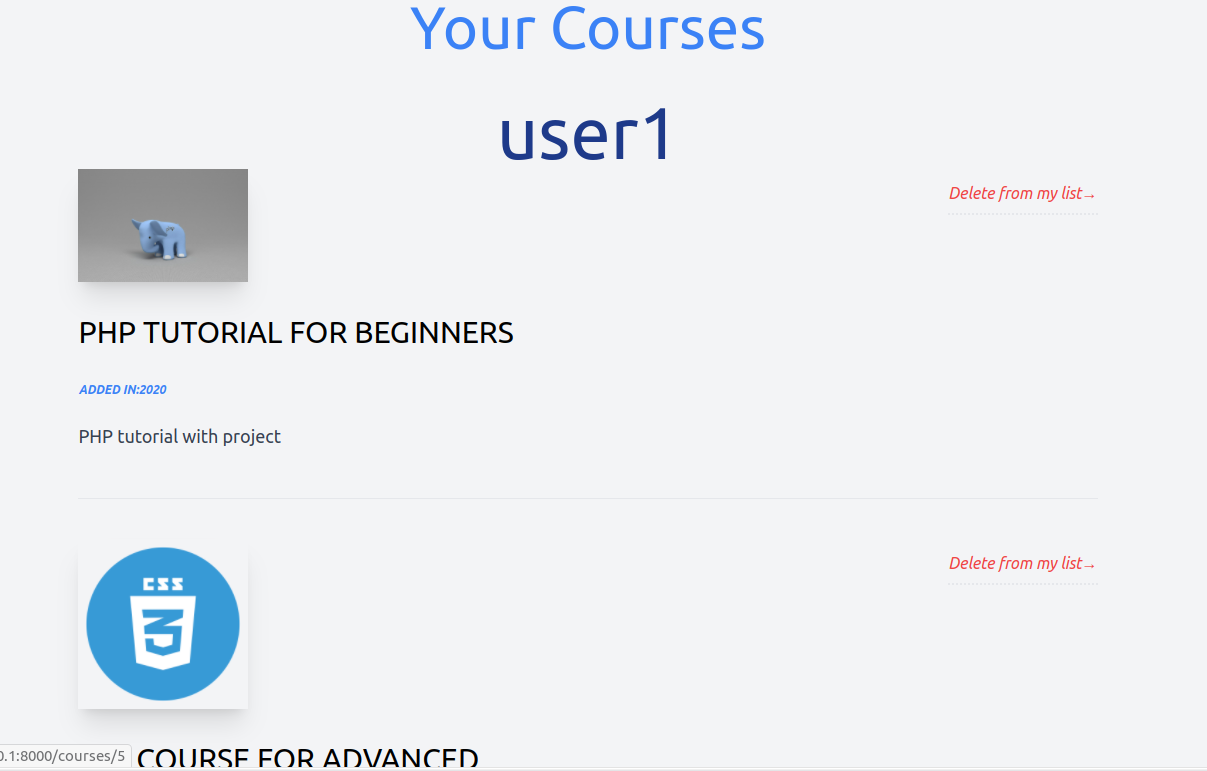 Your Courses
user1
Delete from my list→
PHP TUTORIAL FOR BEGINNERS
ADDED IN:2020
PHP tutorial with project
Delete from my list→
CSS
3
COURSE FOR ADVANCED
0.1:8000/courses/5